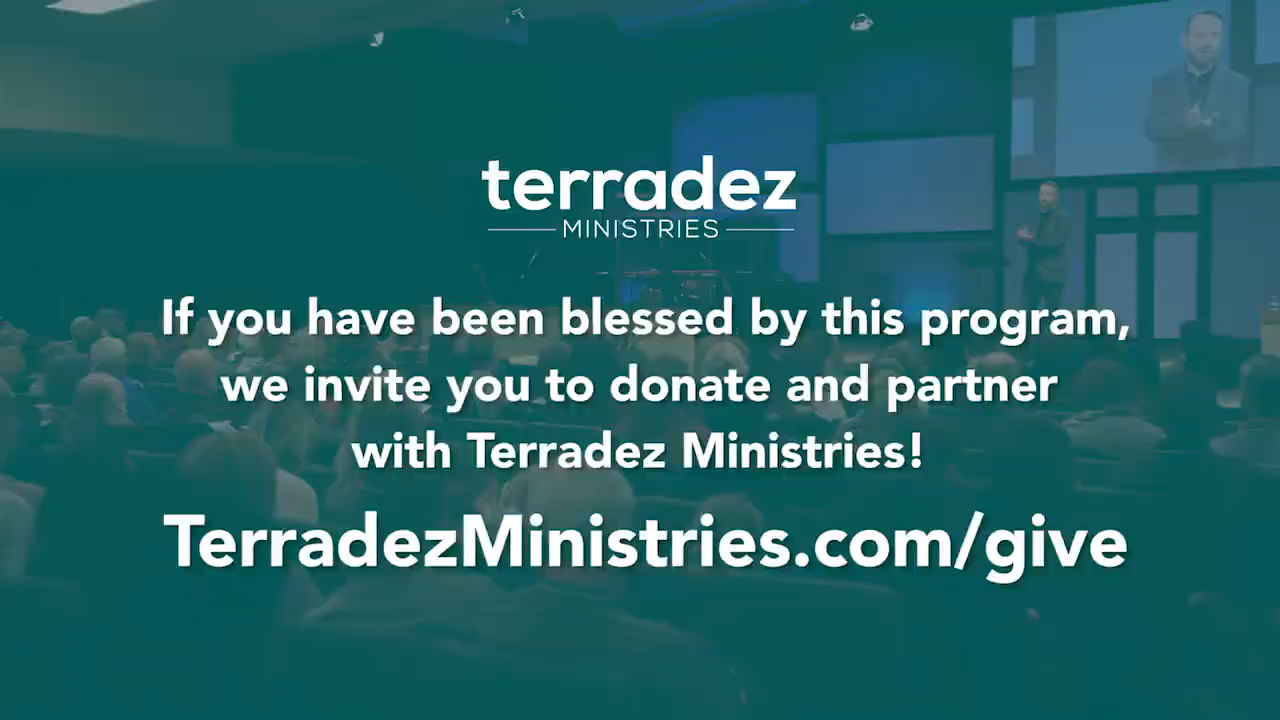 terradez
MINISTRIES
If you have been blessed by this program,
we invite you to donate and partner
with Terradez Ministries!
TerradezMinistries.com/give